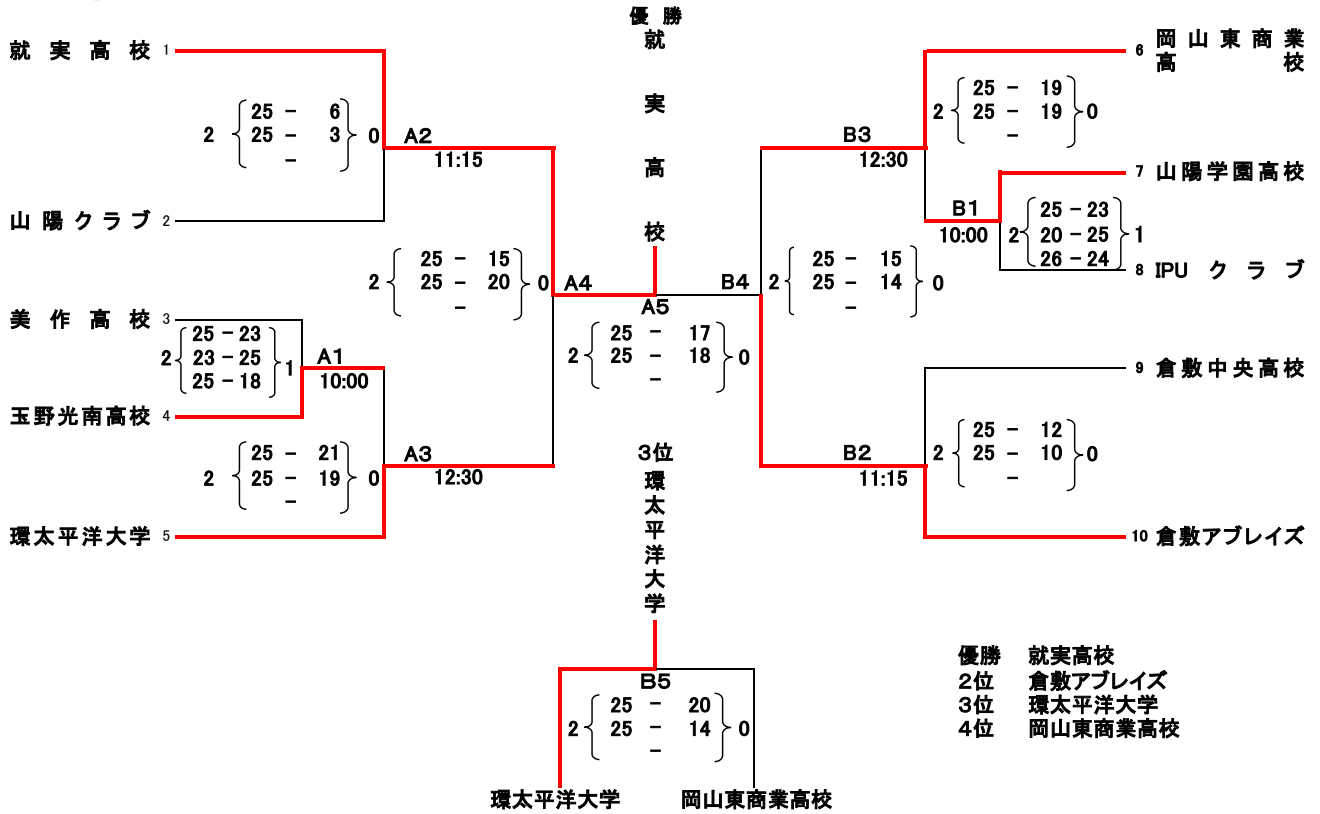 優 勝
就 実 高 校
就 実 高 校 1
25 - 6
2 25 - 3 0
-
A2
11:15
山 陽 ク ラ ブ 2
25 - 15
2 25 - 20 0
-
A4
美 作 高 校 3
25 - 23
2 23 - 25 1
25 - 18
A1
10:00
玉野光南高校 4
25 - 21
2 25 - 19 0
-
A3
12:30
環太平洋大学 5
A5
25 - 17
2 25 - 18 0
-
岡 山 東 商 業
6 高 校
25 - 19
2 25 - 19 0
-
B3
12:30
7 山陽学園高校
B1
10:00
25 - 23
2 20 - 25 1
26 - 24
8 IPU ク ラ ブ
B4
25 - 15
2 25 - 14 0
-
9 倉敷中央高校
25 - 12
2 25 - 10 0
-
B2
11:15
10 倉敷アブレイズ
3位
環太平洋大学
B5
25 - 20
2 25 - 14 0
-
環太平洋大学 岡山東商業高校
優勝 就実高校
2位 倉敷アブレイズ
3位 環太平洋大学
4位 岡山東商業高校